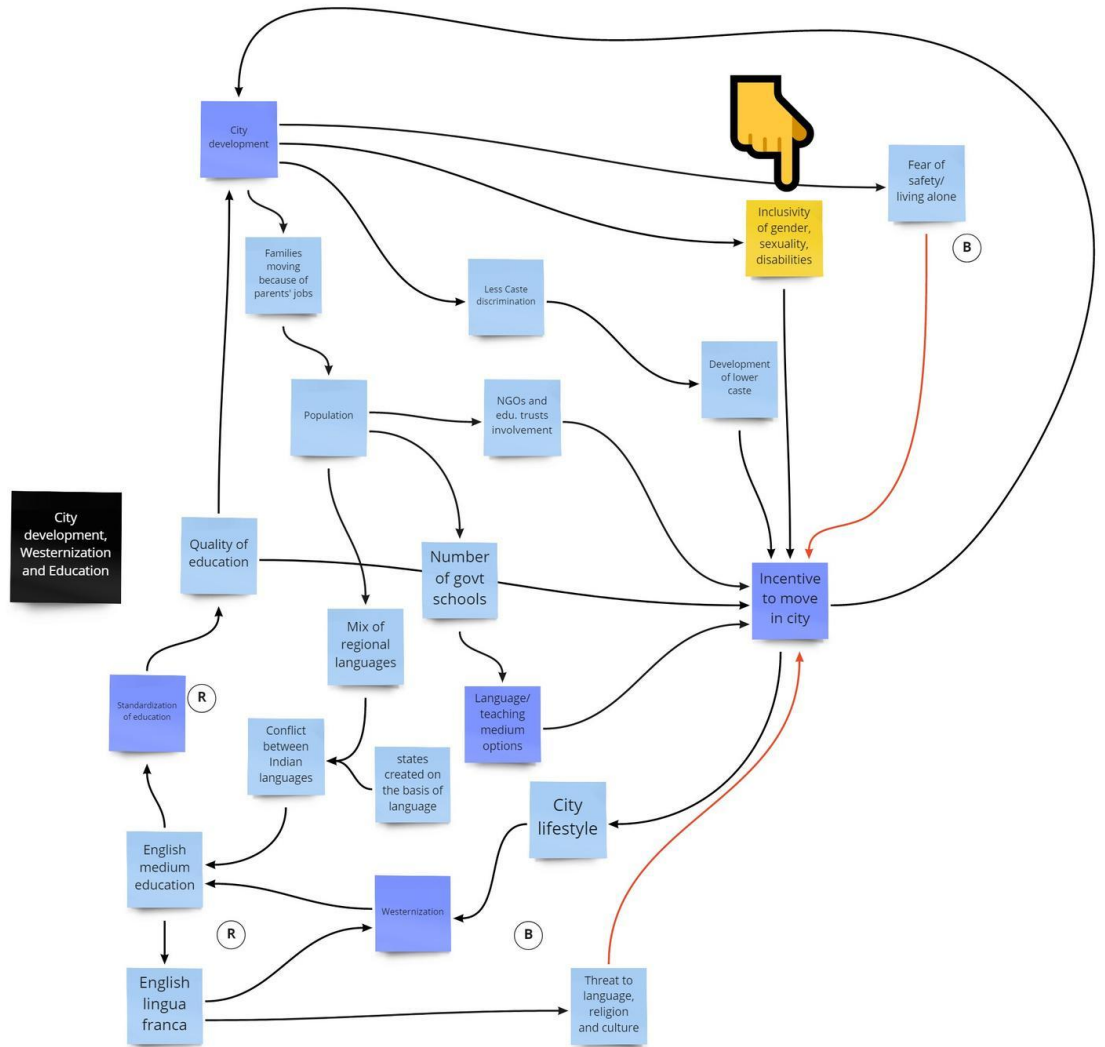 City
development
Fear of
safety/
living alone
B
Inclusivity
of gender,
sexuality,
disabilities
Families
moving
because of
parents' jobs
Less Caste
discrimination
Development
of lower
caste
Population
NGOs and
edu. trusts
involvement
City
development,
Westernization
and Education
Quality of
education
Number
of govt
schools
Incentive
to move
in city
Mix of
regional
languages
Standardization
of education
R
Language/
teaching
medium
options
Conflict
between
Indian
languages
states
created on
the basis of
language
City
lifestyle
English
medium
education
Westernization
R
B
English
lingua
franca
Threat to
language,
religion
and culture